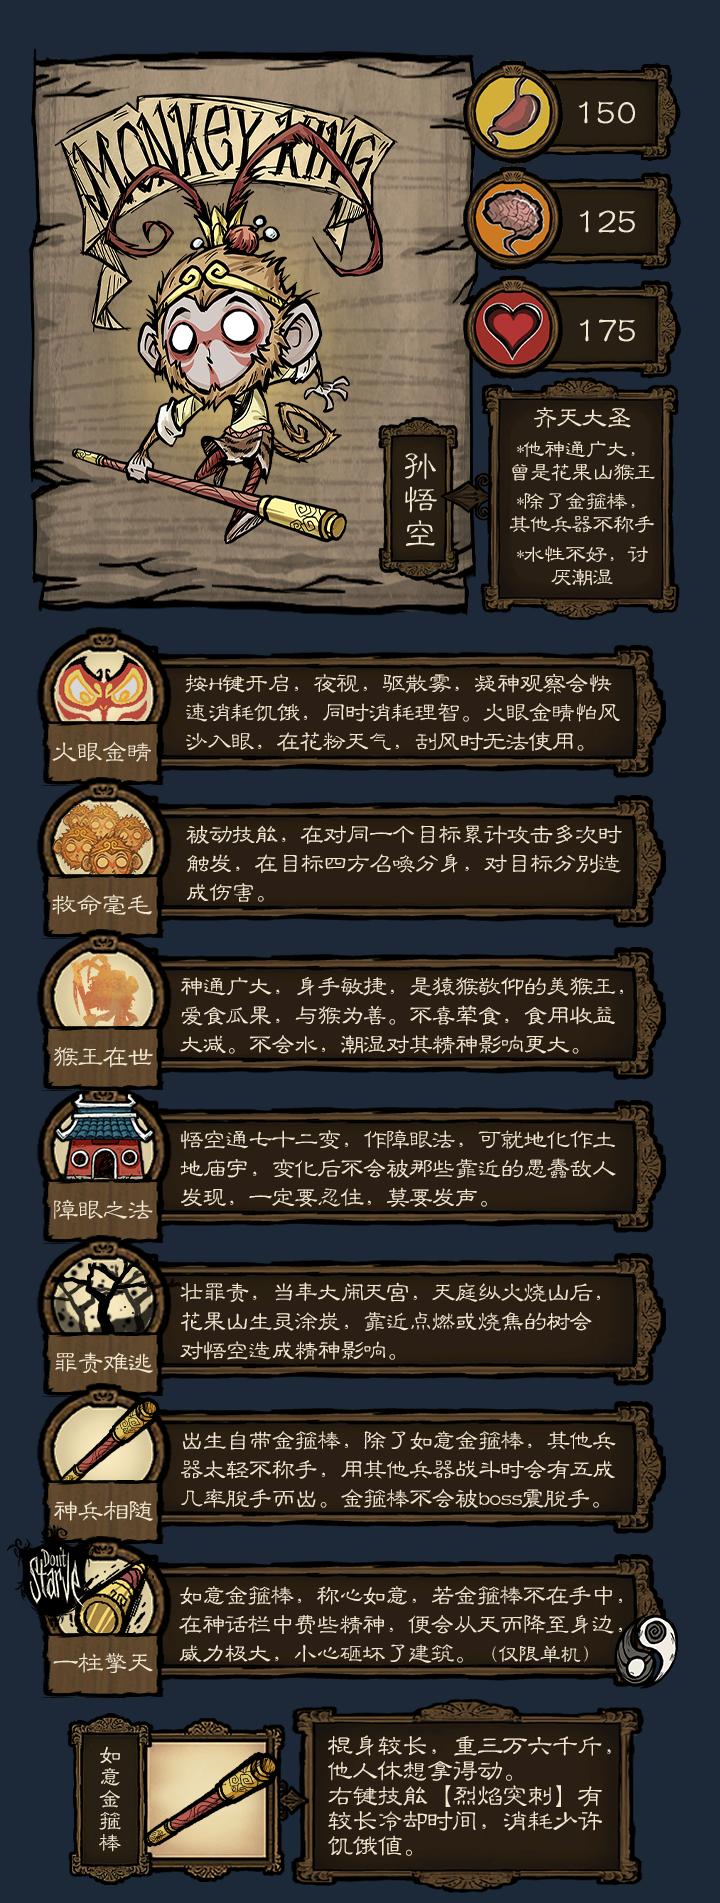 MONKEY KING
150
125
175
孙悟空
齐天大圣
*他神通广大，
曾是花果山猴王
*除了金箍棒，
其他兵器不称手
*水性不好，讨
厌潮湿
火眼金睛
按H键开启，夜视，驱散雾，凝神观察会快
速消耗饥饿，同时消耗理智。火眼金睛怕风
沙入眼，在花粉天气，刮风时无法使用。
救命毫毛
被动技能，在对同一个目标累计攻击多次时
触发，在目标四方召唤分身，对目标分别造
成伤害。
猴王在世
神通广大，身手敏捷，是猿猴敬仰的美猴王，
爱食瓜果，与猴为善。不喜荤食，食用收益
大减。不会水，潮湿对其精神影响更大。
障眼之法
悟空通七十二变，作障眼法，可就地化作土
地庙宇，变化后不会被那些靠近的愚蠢敌人
发现，一定要忍住，莫要发声。
罪责难逃
壮罪责，当年大闹天宫，天庭纵火烧山后，
花果山生灵涂炭，靠近点燃或烧焦的树会
对悟空造成精神影响。
神兵相随
出生自带金箍棒，除了如意金箍棒，其他兵
器太轻不称手，用其他兵器战斗时会有五成
几率脱手而出。金箍棒不会被boss震脱手。
Don't
Starve
一柱擎天
如意金箍棒，称心如意，若金箍棒不在手中，
在神话栏中费些精神，便会从天而降至身边，
威力极大，小心砸坏了建筑。（仅限单机）
如意金箍棒
棍身较长，重三万六千斤，
他人休想拿得动。
右键技能【烈焰突刺】有
较长冷却时间，消耗少许
饥饿值。